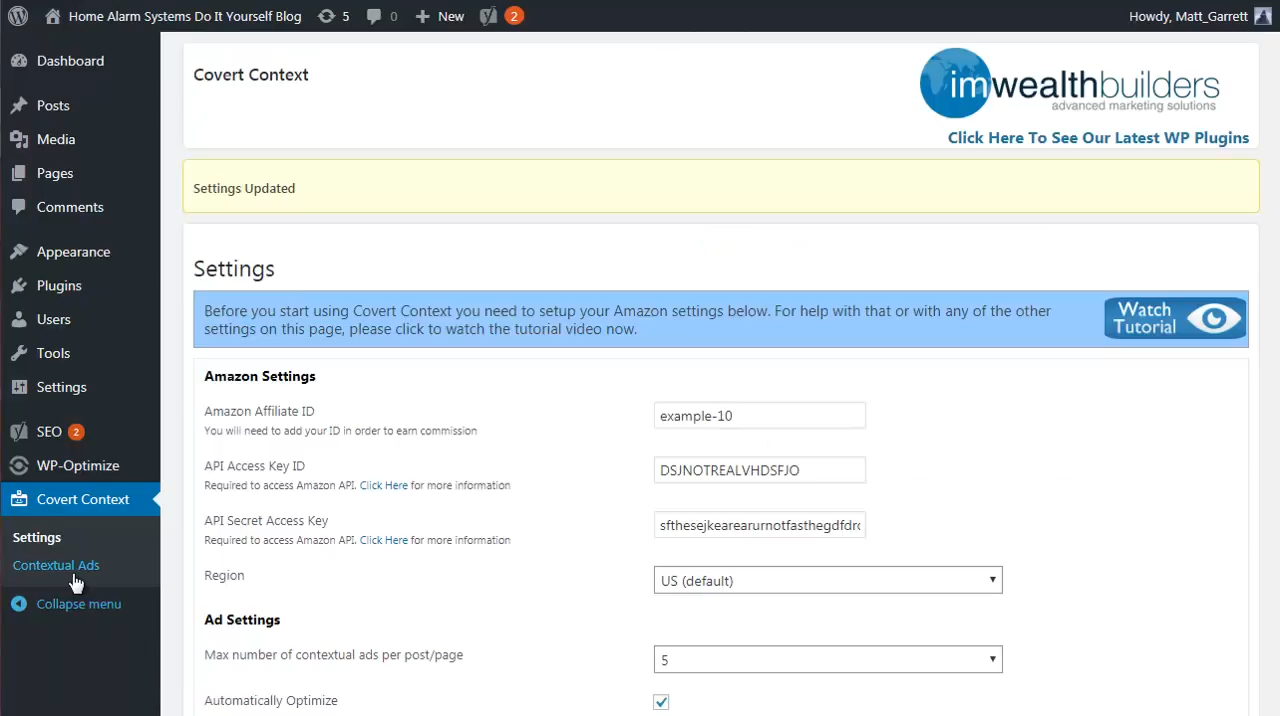 Home Alarm Systems Do It Yourself Blog 5 0 New 2 Howdy, Matt_Garrett
Dashboard
Posts
Media
Pages
Comments
Appearance
Plugins
Users
Tools
Settings
SEO 2
WP-Optimize
Covert Context
Settings
Contextual Ads
Collapse menu
Covert Context
imwealthbuilders
advanced marketing solutions
Click Here To See Our Latest WP Plugins
Settings Updated
Settings
Before you start using Covert Context you need to setup your Amazon settings below. For help with that or with any of the other
settings on this page, please click to watch the tutorial video now.
Watch
Tutorial
Amazon Settings
Amazon Affiliate ID
You will need to add your ID in order to earn commission
example-10
API Access Key ID
Required to access Amazon API. Click Here for more information
DSJNOTREALVHDSFJO
API Secret Access Key
Required to access Amazon API. Click Here for more information
sfthesejkearearurnotfasthegdfdr
Region
US (default)
Ad Settings
Max number of contextual ads per post/page
5
Automatically Optimize